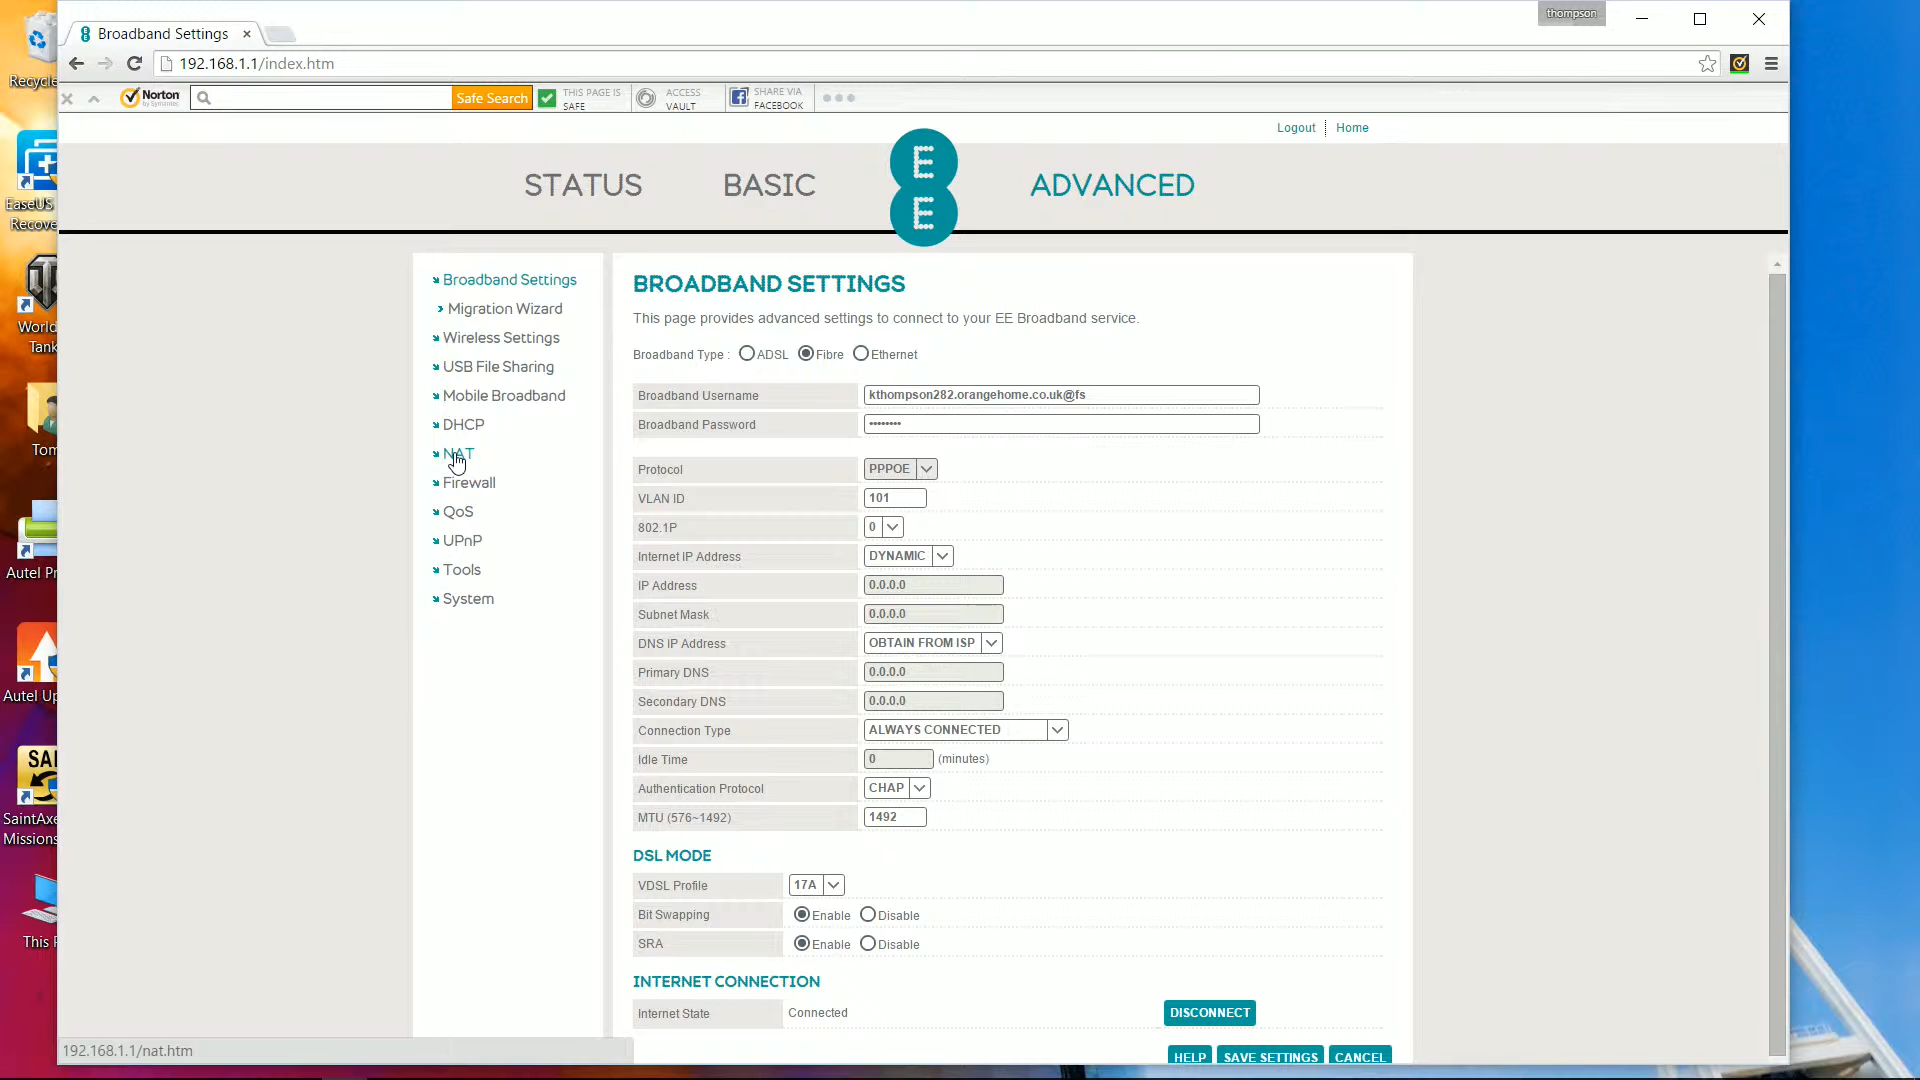 thompson
Broadband Settings
192.168.1.1/index.htm
Norton
by Symantec
Safe Search
THIS PAGE IS
SAFE
ACCESS
VAULT
SHARE VIA
FACEBOOK
Logout
Home
STATUS
BASIC
E
E
ADVANCED
Broadband Settings
Migration Wizard
Wireless Settings
USB File Sharing
Mobile Broadband
DHCP
NAT
Firewall
QoS
UPnP
Tools
System
BROADBAND SETTINGS
This page provides advanced settings to connect to your EE Broadband service.
Broadband Type : ADSL Fibre Ethernet
Broadband Username kthompson282.orangehome.co.uk@fs
Broadband Password ••••••••
Protocol PPPOE
VLAN ID 101
802.1P 0
Internet IP Address DYNAMIC
IP Address 0.0.0.0
Subnet Mask 0.0.0.0
DNS IP Address OBTAIN FROM ISP
Primary DNS 0.0.0.0
Secondary DNS 0.0.0.0
Connection Type ALWAYS CONNECTED
Idle Time 0 (minutes)
Authentication Protocol CHAP
MTU (576~1492) 1492
DSL MODE
VDSL Profile 17A
Bit Swapping Enable Disable
SRA Enable Disable
INTERNET CONNECTION
Internet State Connected DISCONNECT
HELP SAVE SETTINGS CANCEL
192.168.1.1/nat.htm
Recycle
EaseUS
Recove
World
Tank
Tom
Autel Pr
Autel Up
SAI
SaintAxe
Missions
This P